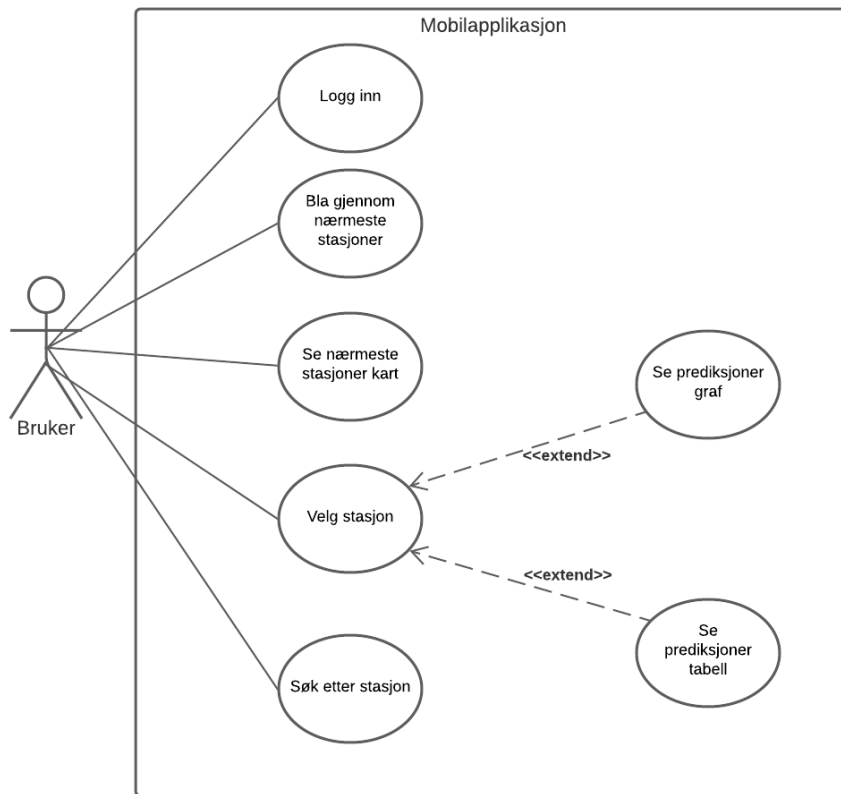 Mobilapplikasjon
Logg inn
Bla gjennom
nærmeste
stasjoner
Se nærmeste
stasjoner kart
Se prediksjoner
graf
Bruker
<<extend>>
Velg stasjon
<<extend>>
Se
prediksjoner
tabell
Søk etter stasjon